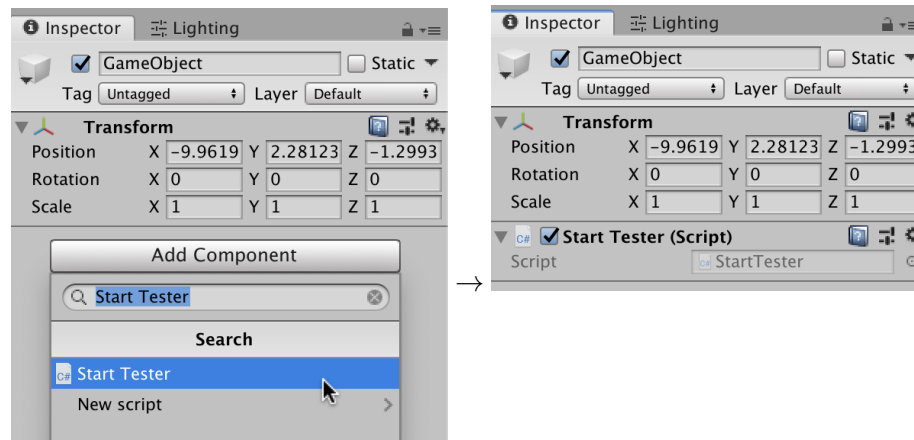 Inspector Lighting
GameObject Static
Tag Untagged Layer Default
Transform
Position X -9.9619 Y 2.28123 Z -1.2993
Rotation X 0 Y 0 Z 0
Scale X 1 Y 1 Z 1
Add Component
Start Tester
Search
C# Start Tester
New script
→
Inspector Lighting
GameObject Static
Tag Untagged Layer Default
Transform
Position X -9.9619 Y 2.28123 Z -1.2993
Rotation X 0 Y 0 Z 0
Scale X 1 Y 1 Z 1
C# Start Tester (Script)
Script C# StartTester